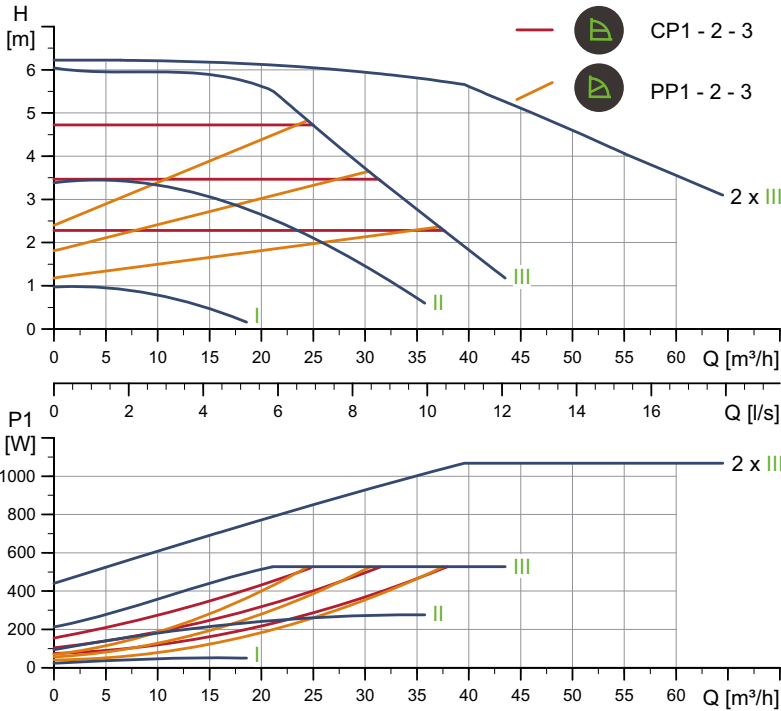 H
[m]
CP1 - 2 - 3
PP1 - 2 - 3
6
5
4
3
2
1
0
2 x III
III
II
I
0 5 10 15 20 25 30 35 40 45 50 55 60 Q [m³/h]
0 2 4 6 8 10 12 14 16 Q [l/s]
P1
[W]
1000
800
600
400
200
0
2 x III
III
II
I
0 5 10 15 20 25 30 35 40 45 50 55 60 Q [m³/h]